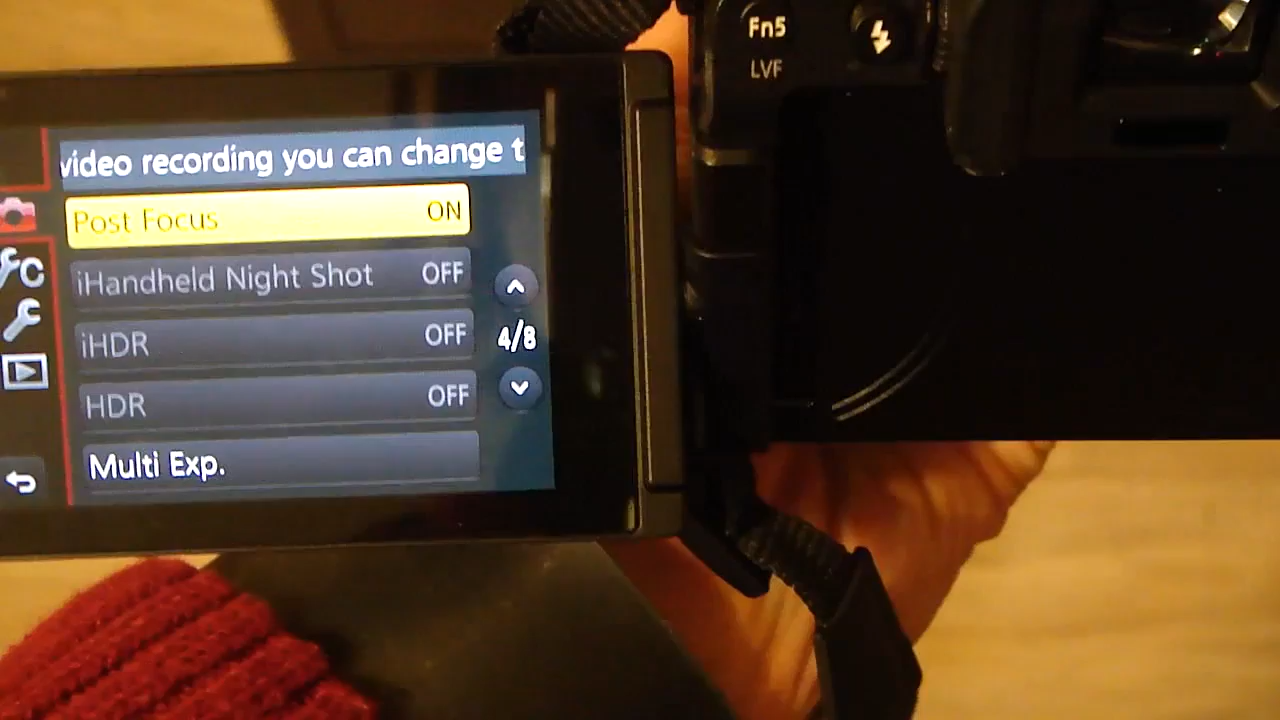 Fn5
LVF
video recording you can change t
Post Focus ON
iHandheld Night Shot OFF
iHDR OFF
4/8
HDR OFF
Multi Exp.